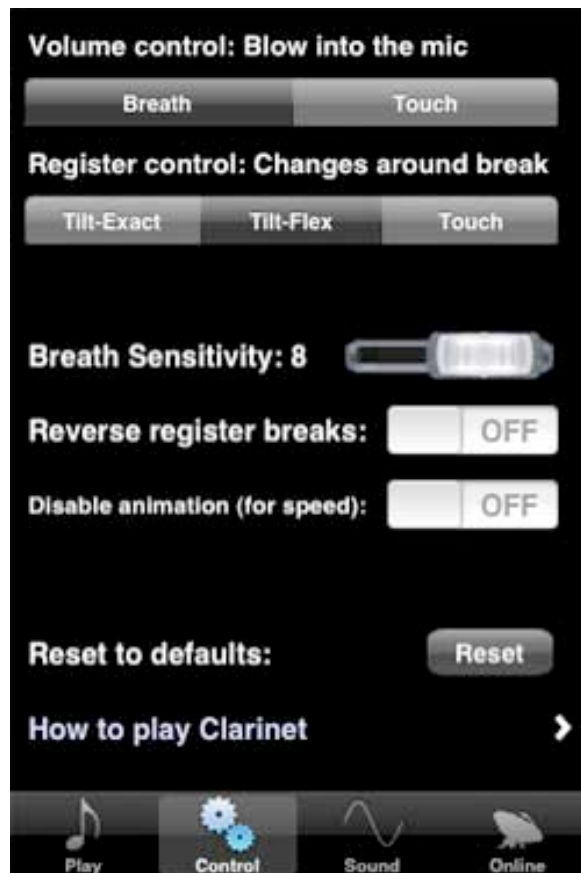 Volume control: Blow into the mic
Breath Touch
Register control: Changes around break
Tilt-Exact Tilt-Flex Touch
Breath Sensitivity: 8
Reverse register breaks: OFF
Disable animation (for speed): OFF
Reset to defaults: Reset
How to play Clarinet
Play Control Sound Online